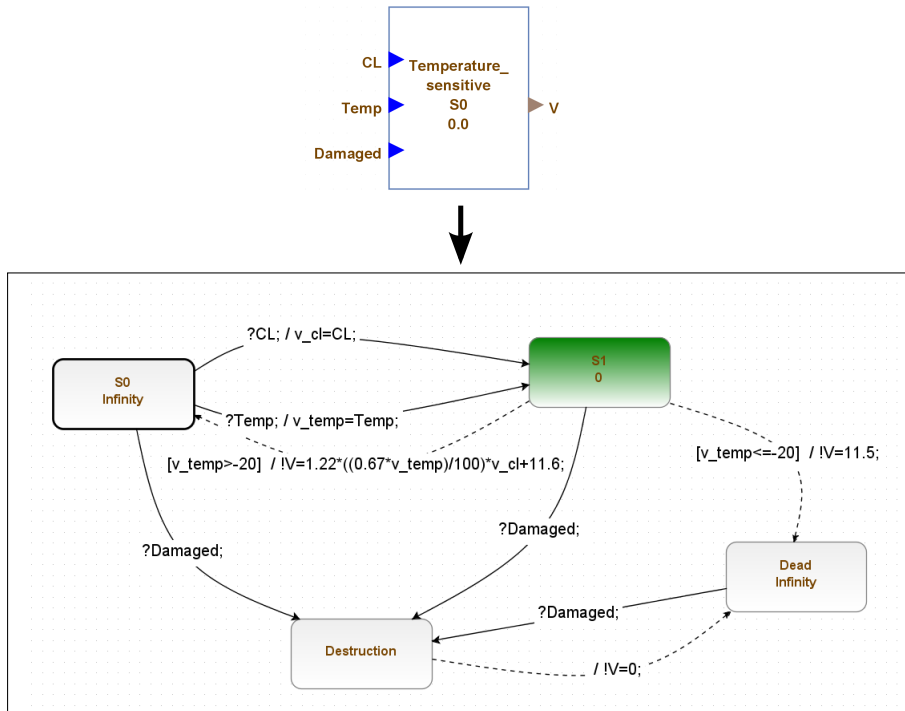 CL
Temp
Damaged
Temperature_
sensitive
S0
0.0
V
?CL; / v_cl=CL;
S0
Infinity
S1
0
?Temp; / v_temp=Temp;
[v_temp>-20] / !V=1.22*((0.67*v_temp)/100)*v_cl+11.6;
[v_temp<=-20] / !V=11.5;
?Damaged;
?Damaged;
Dead
Infinity
?Damaged;
Destruction
/ !V=0;